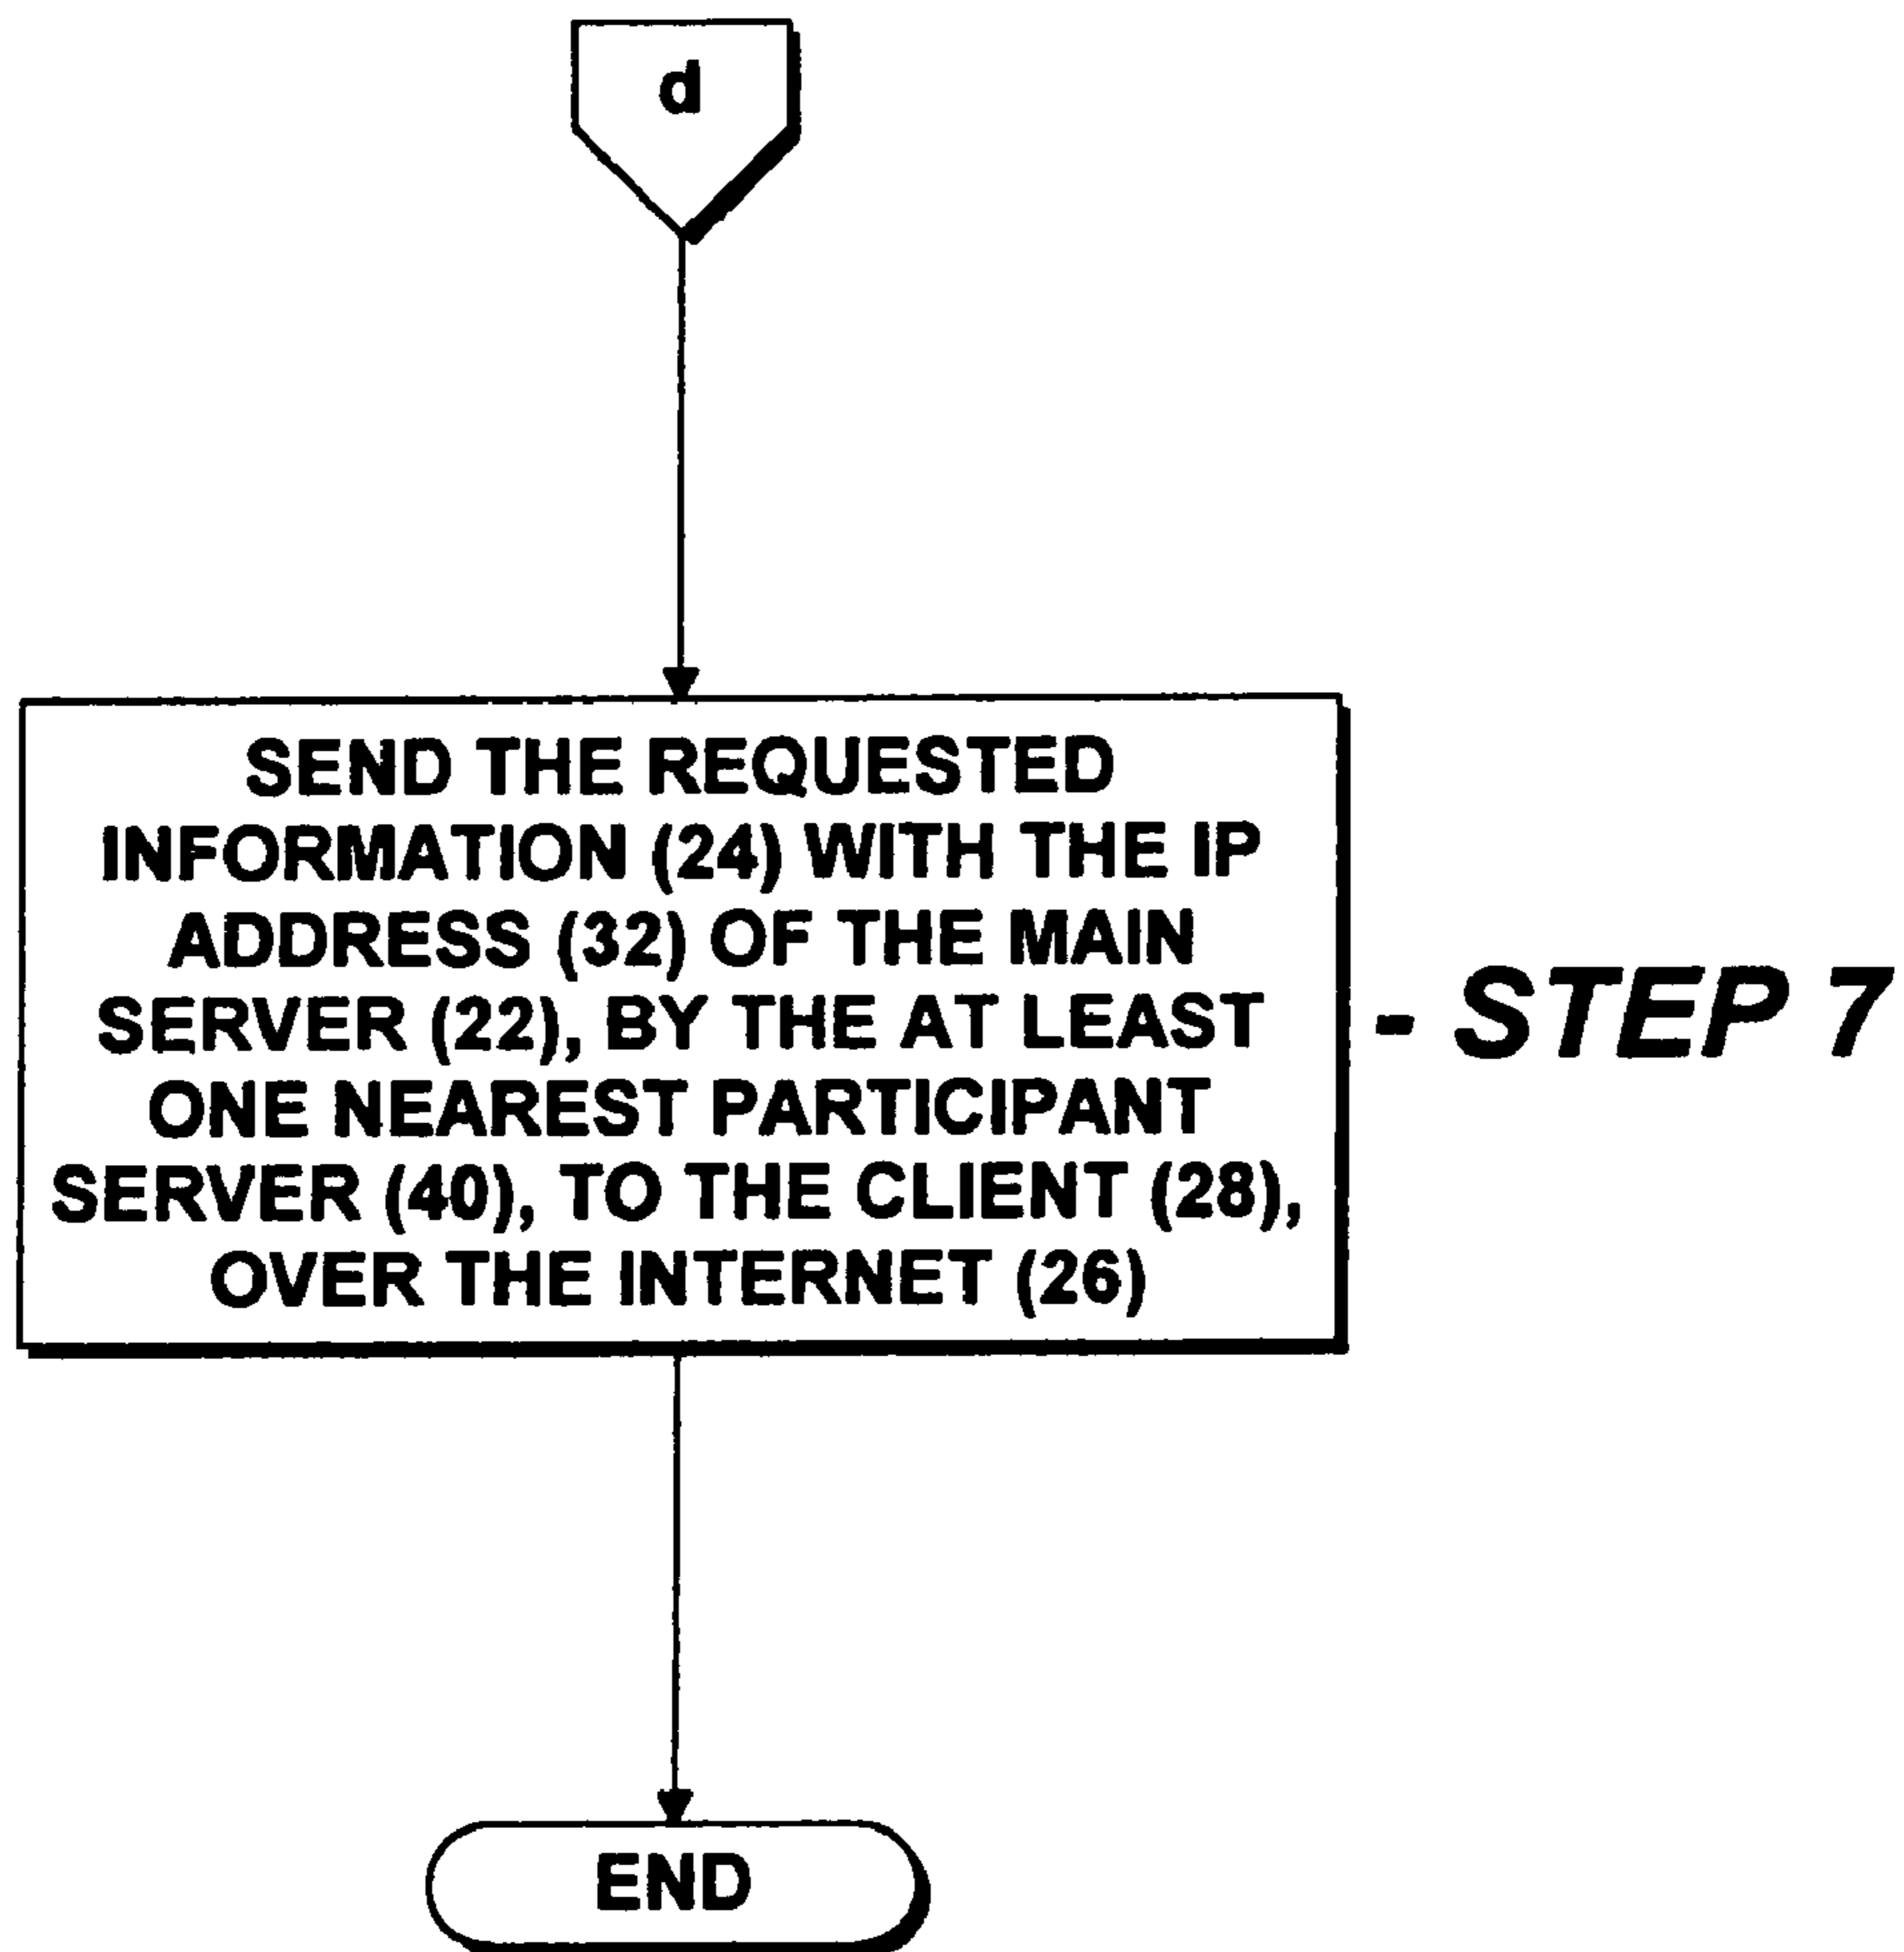 d
SEND THE REQUESTED
INFORMATION (24) WITH THE IP
ADDRESS (32) OF THE MAIN
SERVER (22), BY THE AT LEAST
ONE NEAREST PARTICIPANT
SERVER (40), TO THE CLIENT (28),
OVER THE INTERNET (26)
- STEP 7
END